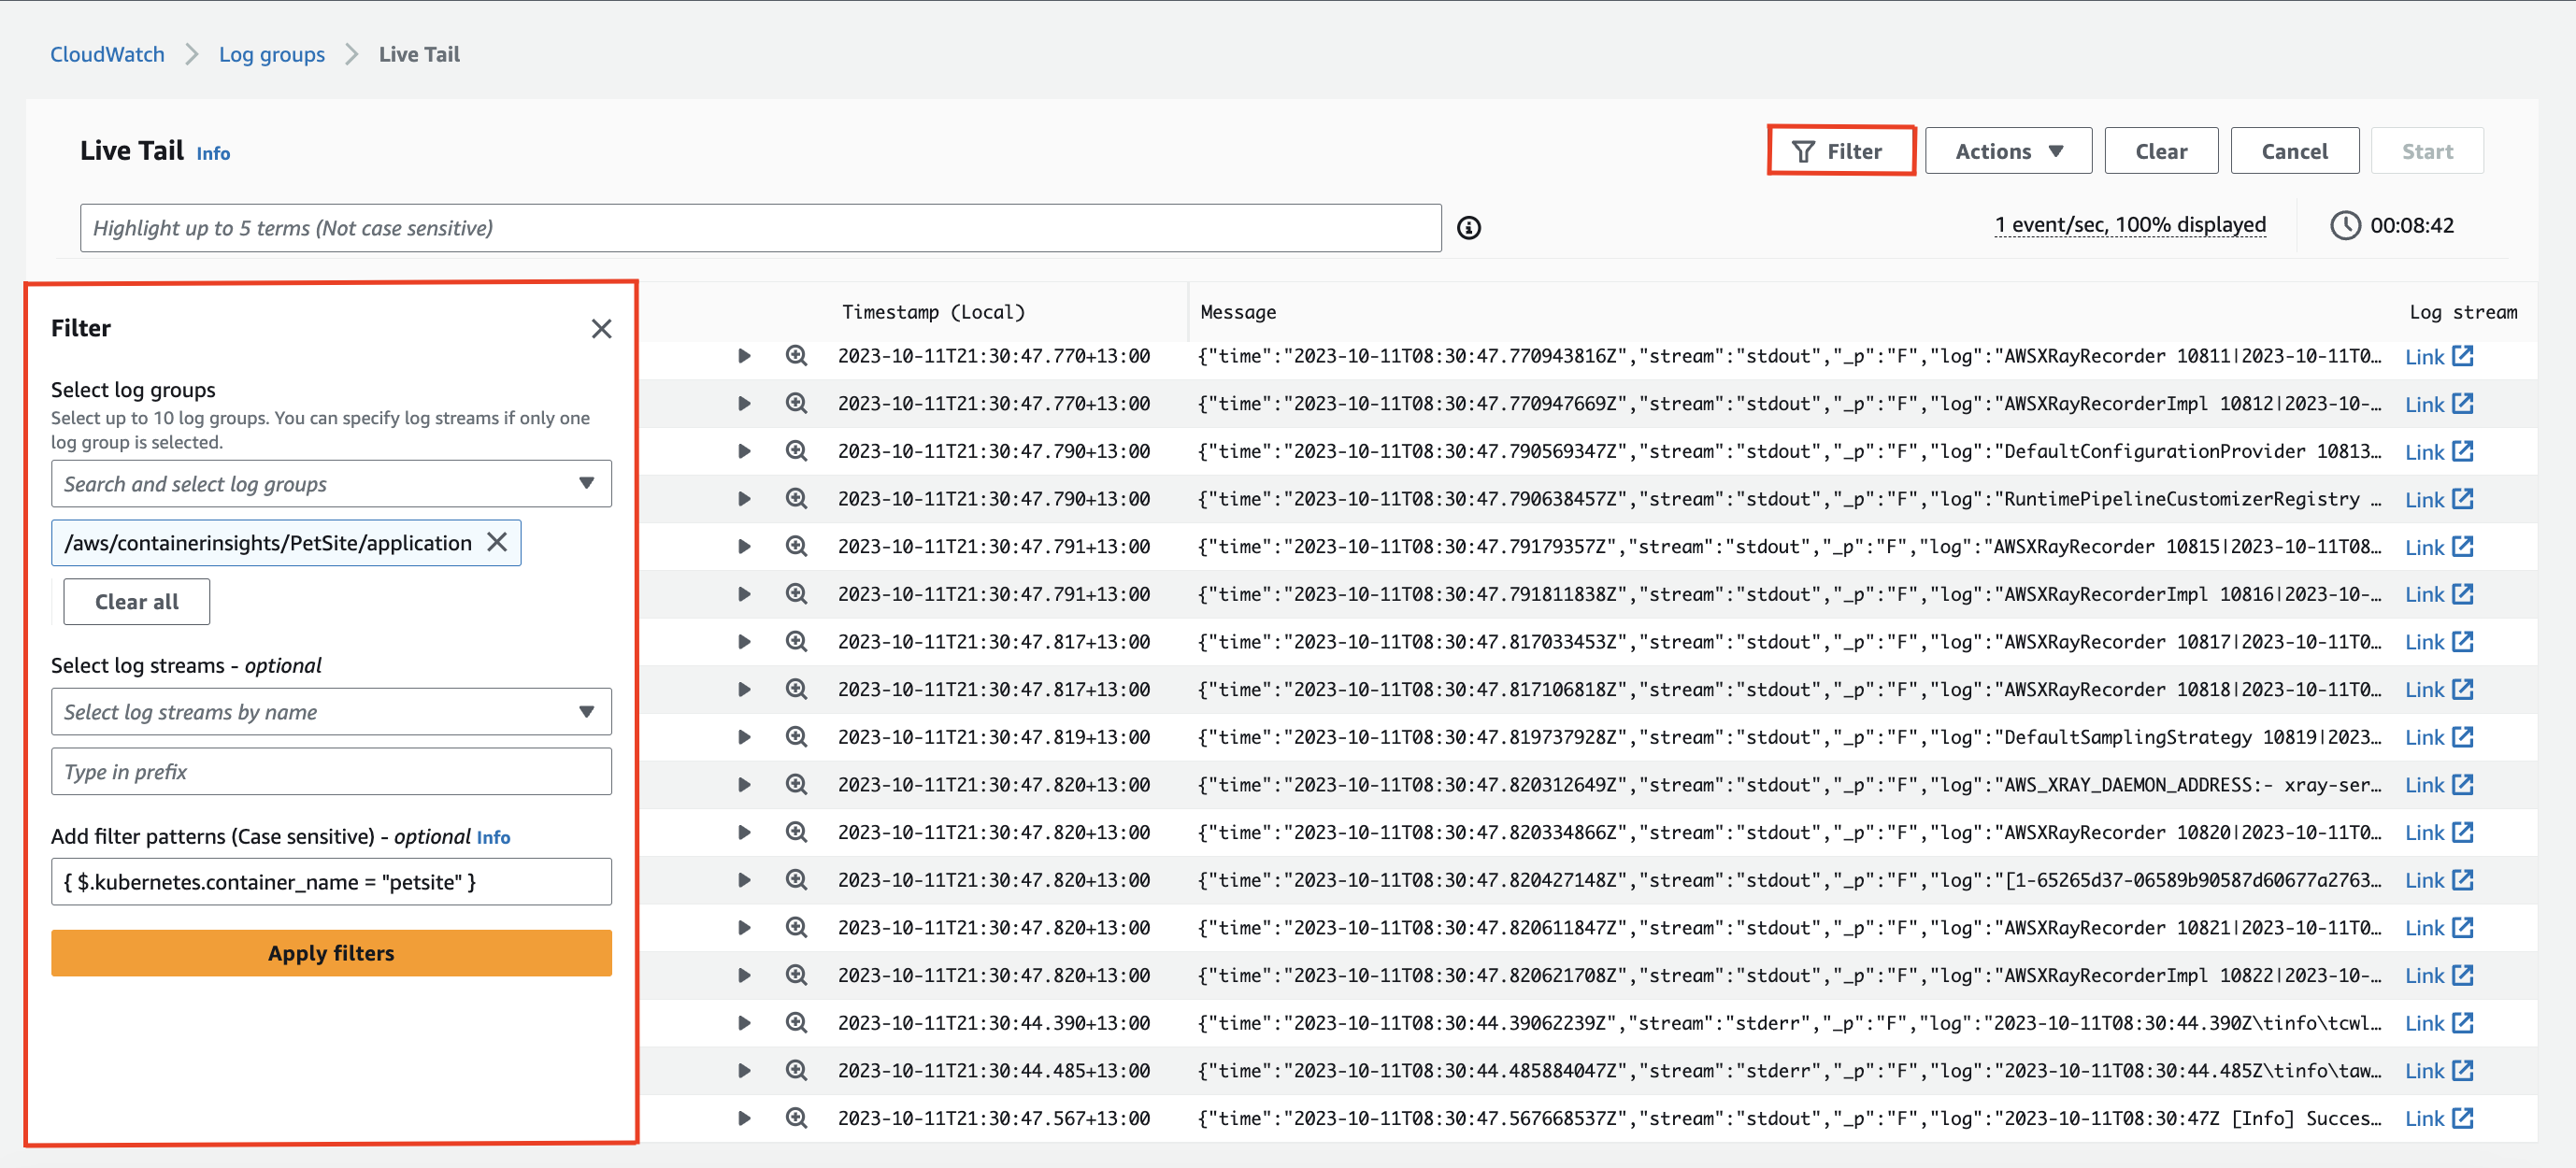 CloudWatch > Log groups > Live Tail
Live Tail Info
Filter Actions Clear Cancel Start
Highlight up to 5 terms (Not case sensitive)
1 event/sec, 100% displayed 00:08:42
Filter
Select log groups
Select up to 10 log groups. You can specify log streams if only one
log group is selected.
Search and select log groups
/aws/containerinsights/PetSite/application
Clear all
Select log streams - optional
Select log streams by name
Type in prefix
Add filter patterns (Case sensitive) - optional Info
{ $.kubernetes.container_name = "petsite" }
Apply filters
Timestamp (Local) Message Log stream
2023-10-11T21:30:47.770+13:00 {"time":"2023-10-11T08:30:47.770943816Z","stream":"stdout","_p":"F","log":"AWSXRayRecorder 10811|2023-10-11T0… Link
2023-10-11T21:30:47.770+13:00 {"time":"2023-10-11T08:30:47.770947669Z","stream":"stdout","_p":"F","log":"AWSXRayRecorderImpl 10812|2023-10-… Link
2023-10-11T21:30:47.790+13:00 {"time":"2023-10-11T08:30:47.790569347Z","stream":"stdout","_p":"F","log":"DefaultConfigurationProvider 10813… Link
2023-10-11T21:30:47.790+13:00 {"time":"2023-10-11T08:30:47.790638457Z","stream":"stdout","_p":"F","log":"RuntimePipelineCustomizerRegistry … Link
2023-10-11T21:30:47.791+13:00 {"time":"2023-10-11T08:30:47.79179357Z","stream":"stdout","_p":"F","log":"AWSXRayRecorder 10815|2023-10-11T08… Link
2023-10-11T21:30:47.791+13:00 {"time":"2023-10-11T08:30:47.791811838Z","stream":"stdout","_p":"F","log":"AWSXRayRecorderImpl 10816|2023-10-… Link
2023-10-11T21:30:47.817+13:00 {"time":"2023-10-11T08:30:47.817033453Z","stream":"stdout","_p":"F","log":"AWSXRayRecorder 10817|2023-10-11T0… Link
2023-10-11T21:30:47.817+13:00 {"time":"2023-10-11T08:30:47.817106818Z","stream":"stdout","_p":"F","log":"AWSXRayRecorder 10818|2023-10-11T0… Link
2023-10-11T21:30:47.819+13:00 {"time":"2023-10-11T08:30:47.819737928Z","stream":"stdout","_p":"F","log":"DefaultSamplingStrategy 10819|2023… Link
2023-10-11T21:30:47.820+13:00 {"time":"2023-10-11T08:30:47.820312649Z","stream":"stdout","_p":"F","log":"AWS_XRAY_DAEMON_ADDRESS:- xray-ser… Link
2023-10-11T21:30:47.820+13:00 {"time":"2023-10-11T08:30:47.820334866Z","stream":"stdout","_p":"F","log":"AWSXRayRecorder 10820|2023-10-11T0… Link
2023-10-11T21:30:47.820+13:00 {"time":"2023-10-11T08:30:47.820427148Z","stream":"stdout","_p":"F","log":"[1-65265d37-06589b90587d60677a2763… Link
2023-10-11T21:30:47.820+13:00 {"time":"2023-10-11T08:30:47.820611847Z","stream":"stdout","_p":"F","log":"AWSXRayRecorder 10821|2023-10-11T0… Link
2023-10-11T21:30:47.820+13:00 {"time":"2023-10-11T08:30:47.820621708Z","stream":"stdout","_p":"F","log":"AWSXRayRecorderImpl 10822|2023-10-… Link
2023-10-11T21:30:44.390+13:00 {"time":"2023-10-11T08:30:44.39062239Z","stream":"stderr","_p":"F","log":"2023-10-11T08:30:44.390Z\tinfo\tcwl… Link
2023-10-11T21:30:44.485+13:00 {"time":"2023-10-11T08:30:44.485884047Z","stream":"stderr","_p":"F","log":"2023-10-11T08:30:44.485Z\tinfo\taw… Link
2023-10-11T21:30:47.567+13:00 {"time":"2023-10-11T08:30:47.567668537Z","stream":"stdout","_p":"F","log":"2023-10-11T08:30:47Z [Info] Succes… Link